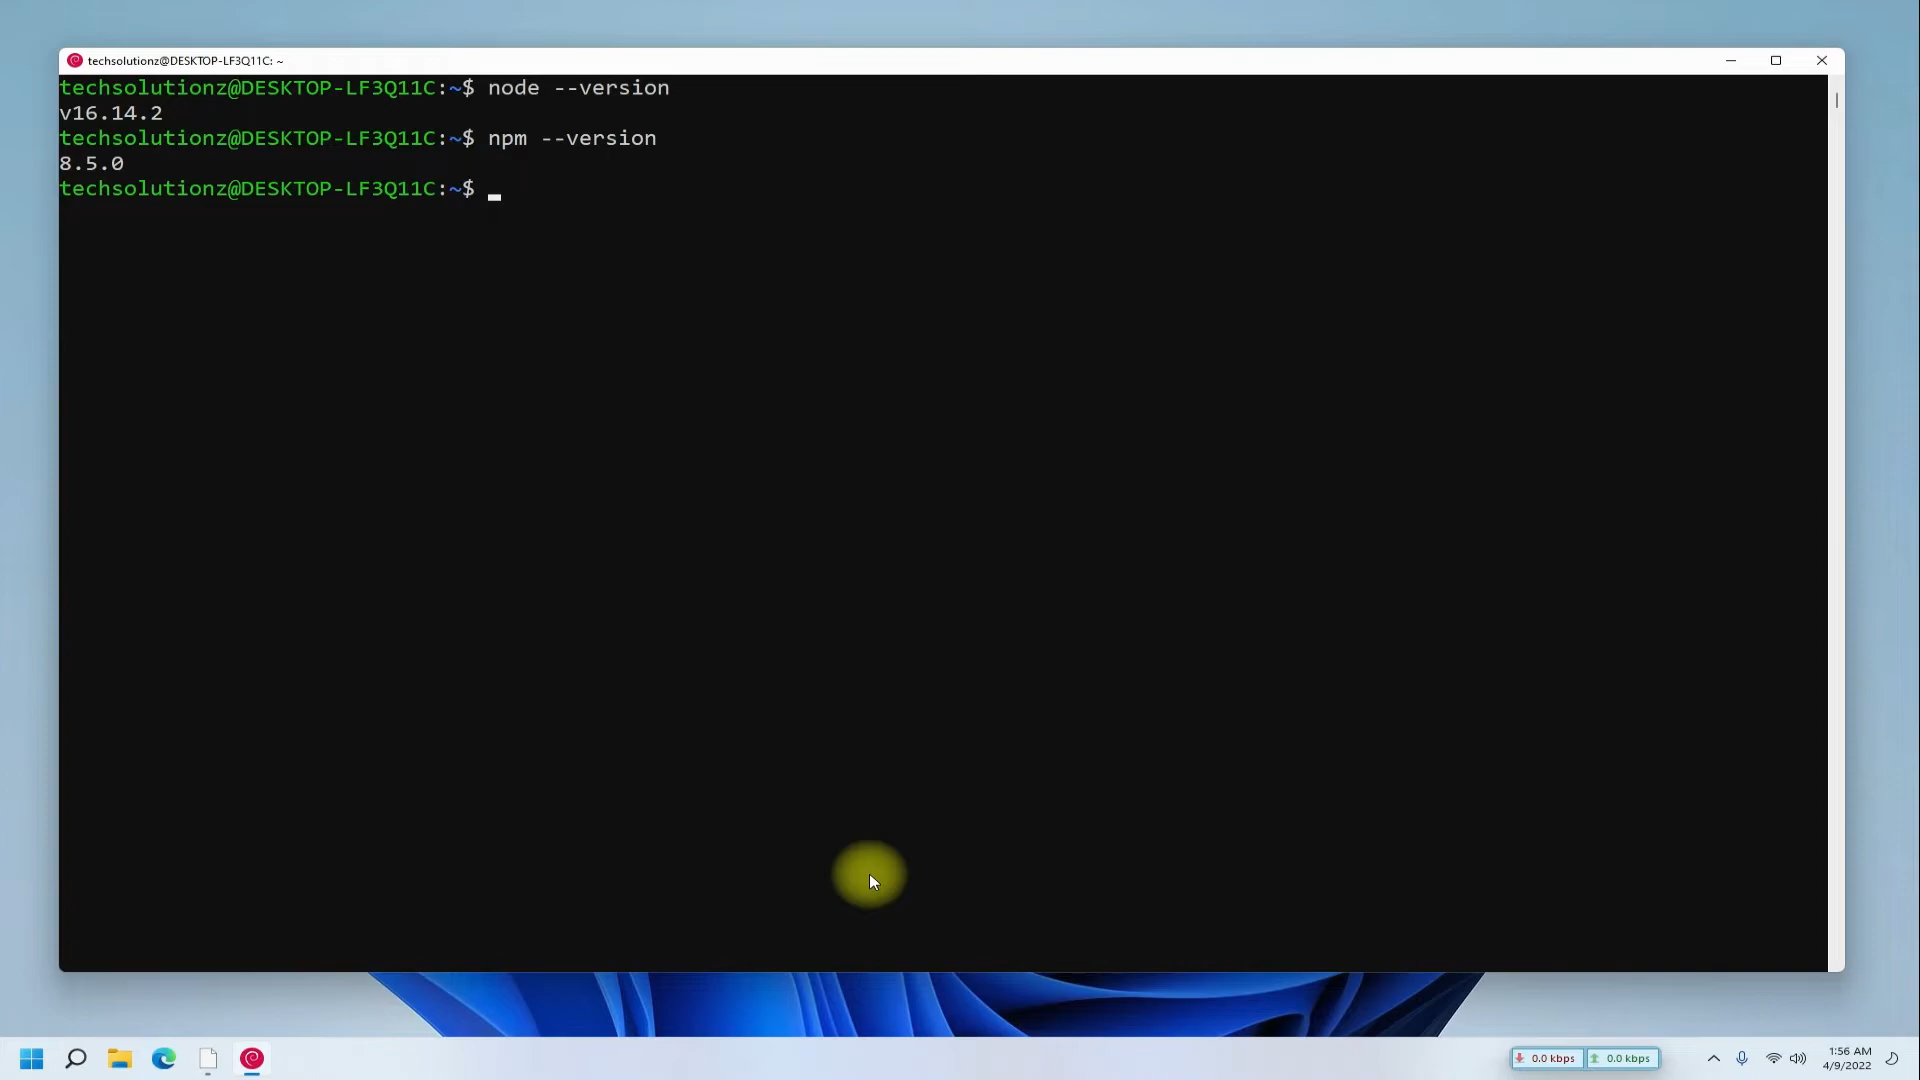 techsolutionz@DESKTOP-LF3Q11C: ~
techsolutionz@DESKTOP-LF3Q11C:~$ node --version
v16.14.2
techsolutionz@DESKTOP-LF3Q11C:~$ npm --version
8.5.0
techsolutionz@DESKTOP-LF3Q11C:~$
0.0 kbps 0.0 kbps
1:56 AM
4/9/2022